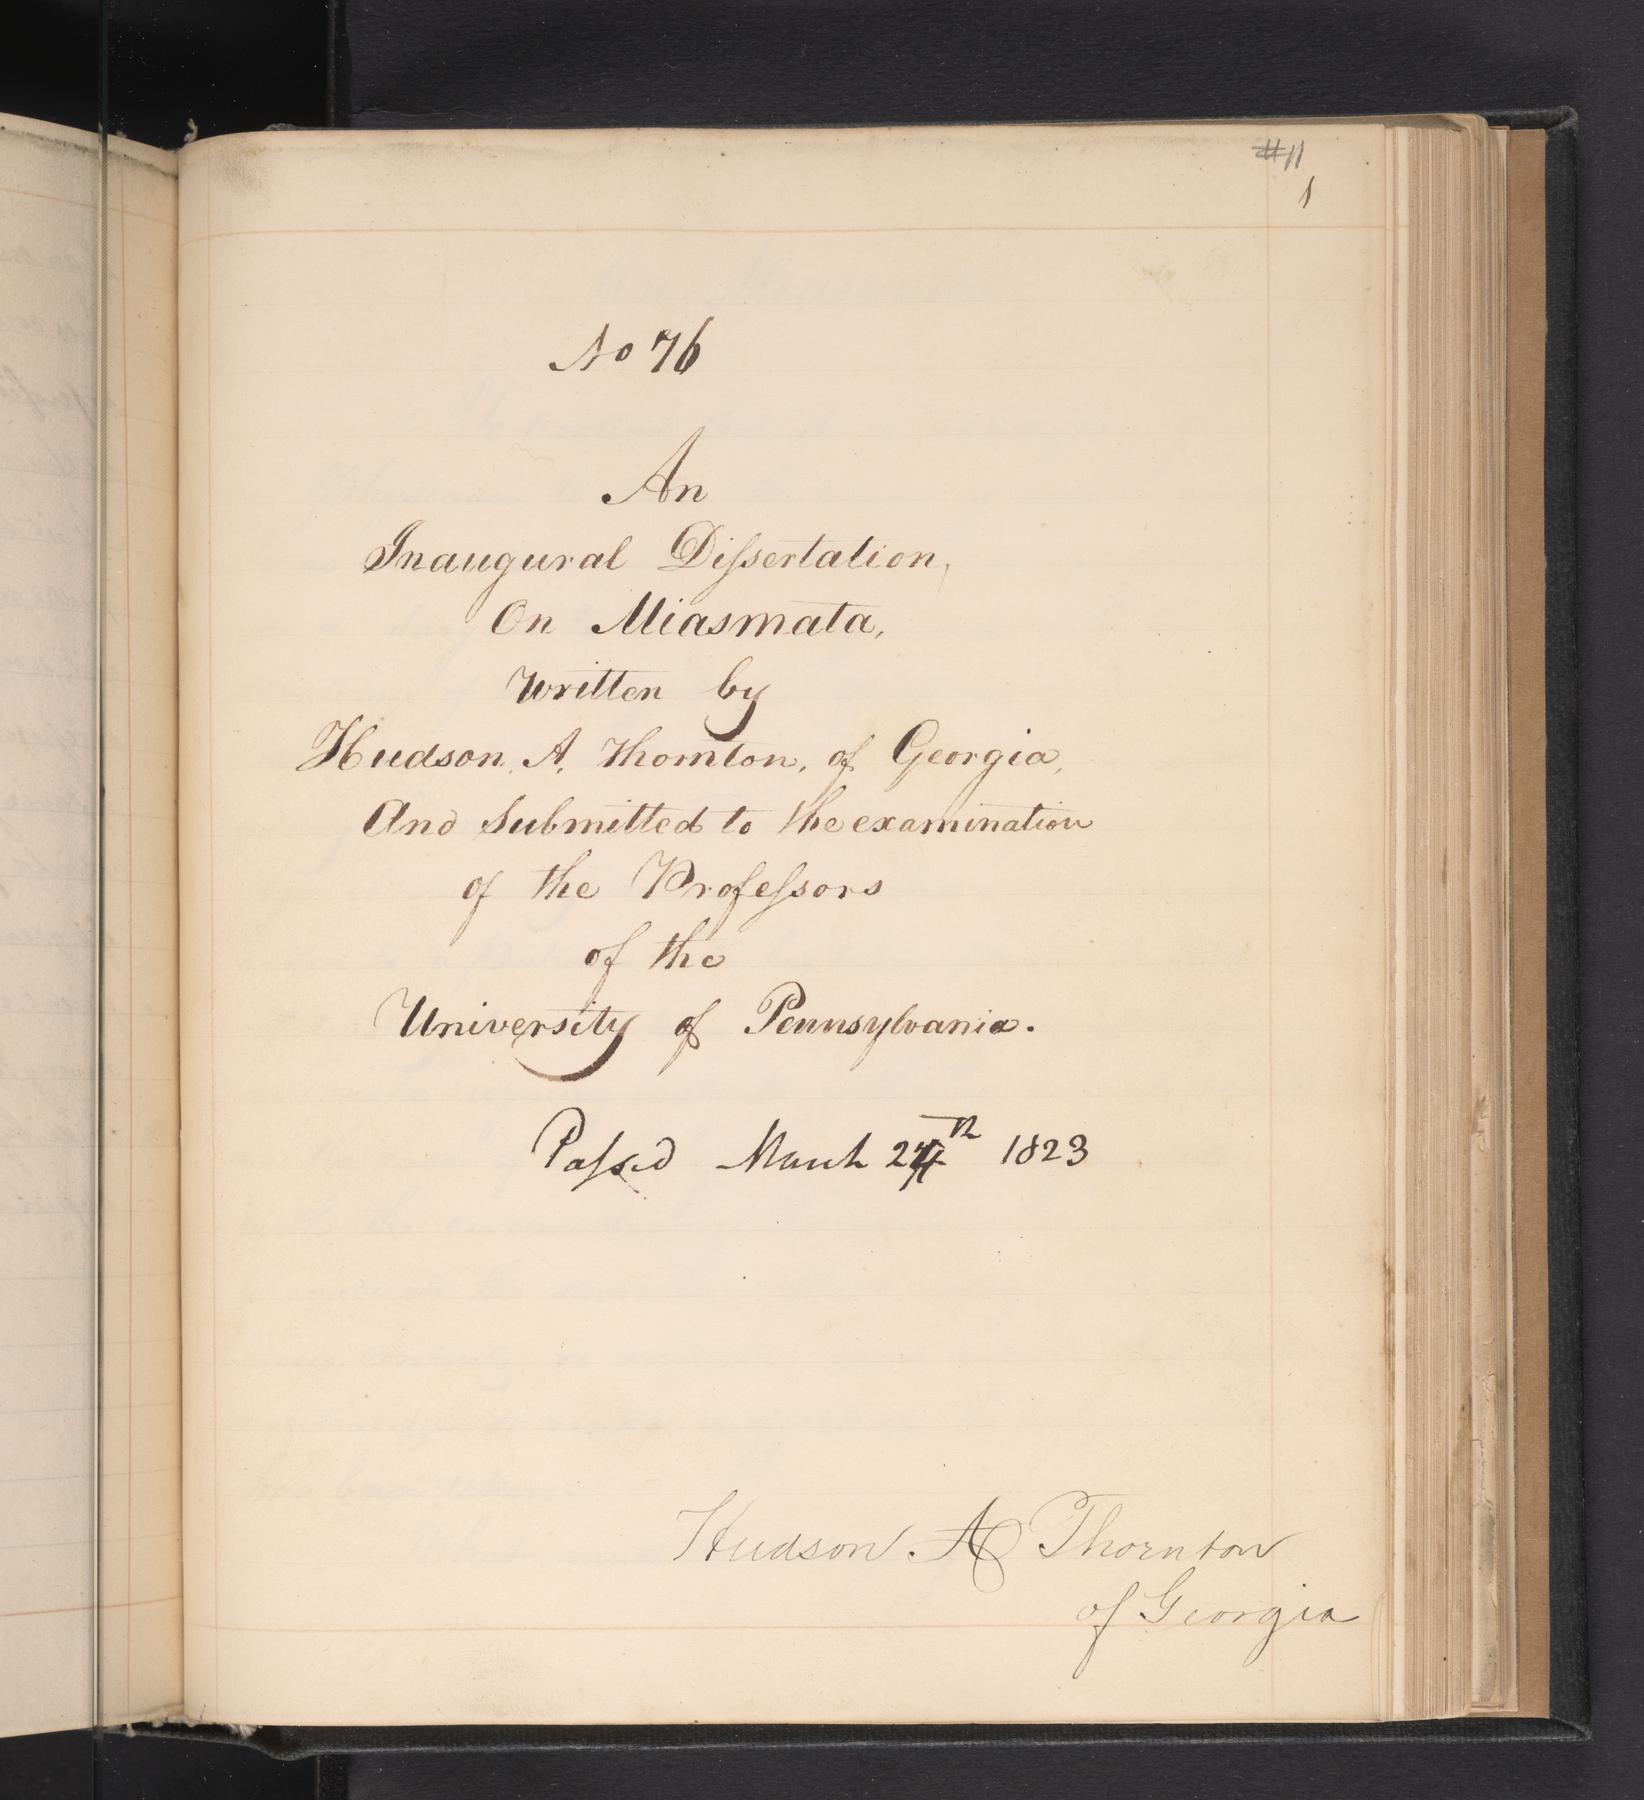 #11
1
No 76
An
Inaugural Dissertation,
On Miasmata,
Written by
Hudson, A, Thornton, of Georgia,
And Submitted to the examination
of the Professors
of the
University of Pennsylvania.
Passed March 24th 1823
Hudson A Thornton
of Georgia